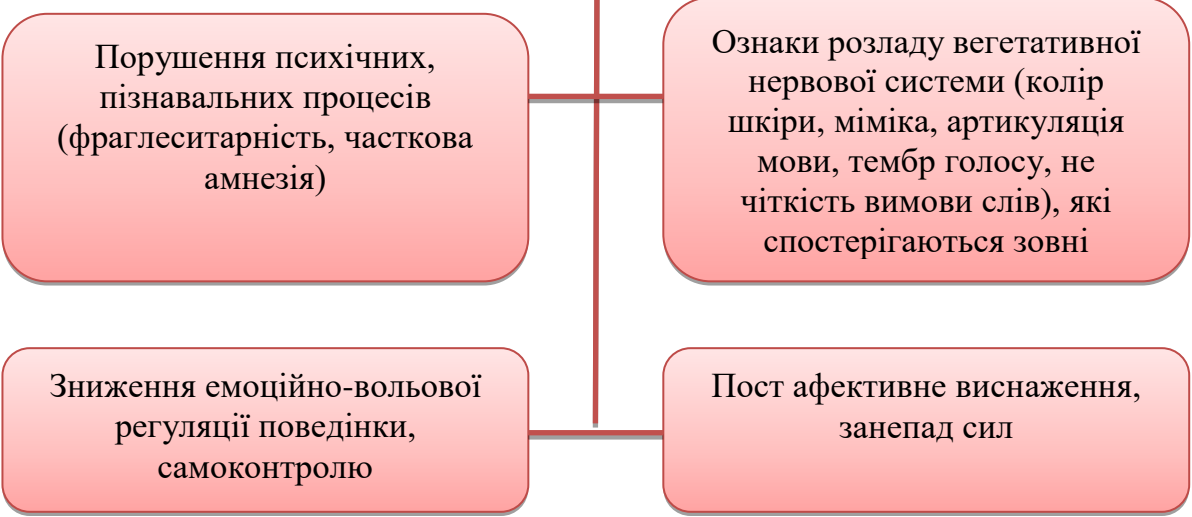 Порушення психічних,
пізнавальних процесів
(фраглеситарність, часткова
амнезія)
Ознаки розладу вегетативної
нервової системи (колір
шкіри, міміка, артикуляція
мови, тембр голосу, не
чіткість вимови слів), які
спостерігаються зовні
Зниження емоційно-вольової
регуляції поведінки,
самоконтролю
Пост афективне виснаження,
занепад сил